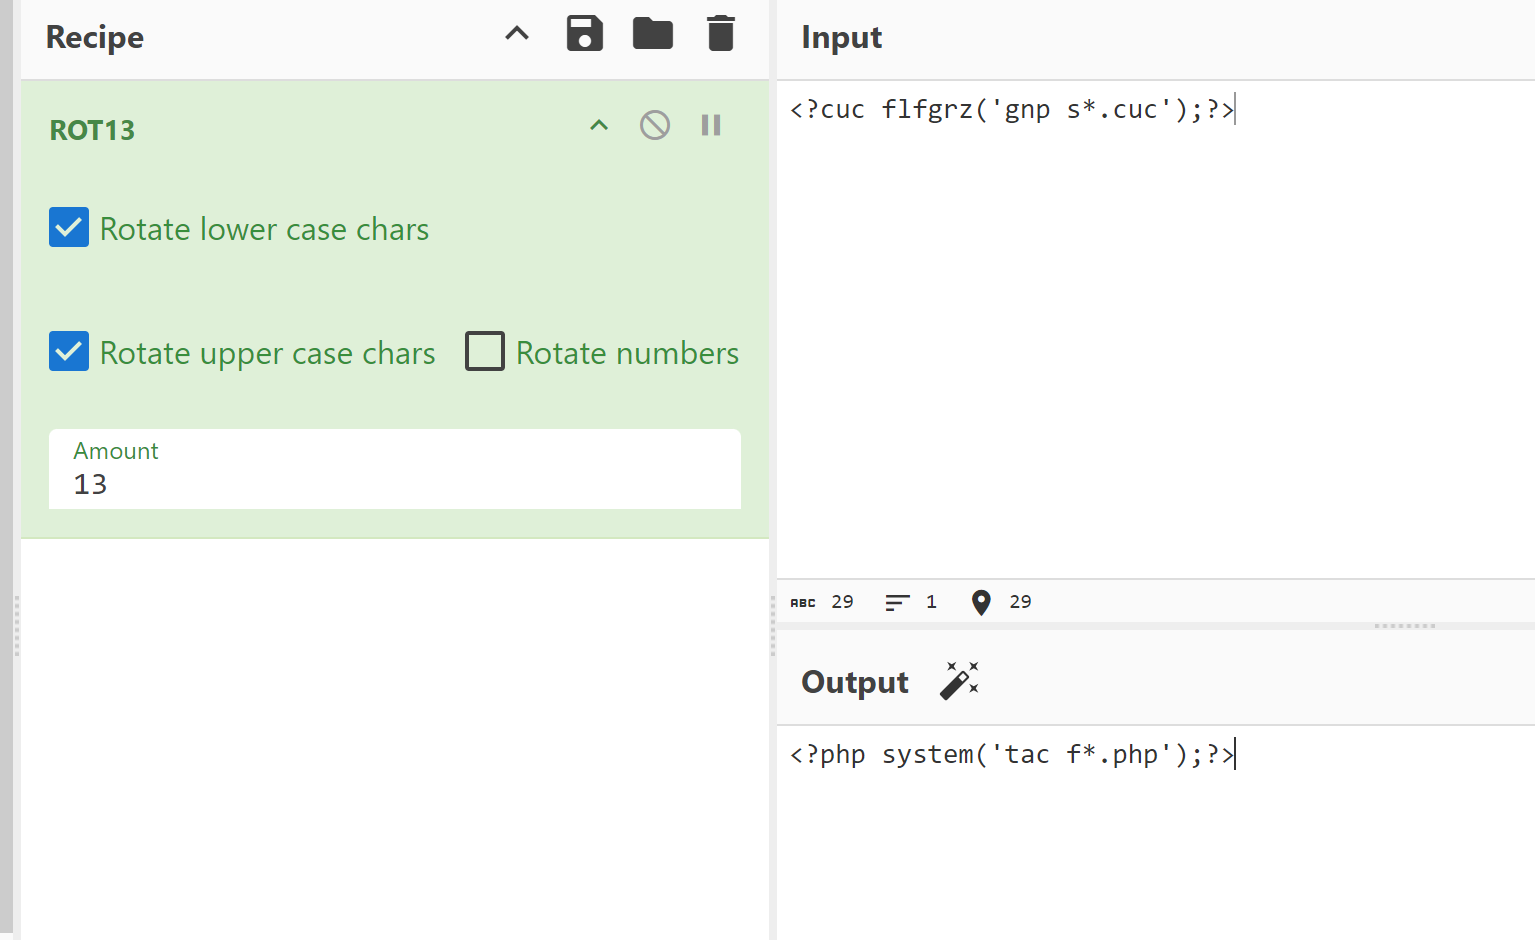 Recipe
ROT13
Rotate lower case chars
Rotate upper case chars Rotate numbers
Amount
13
Input
<?cuc flfgrz('gnp s*.cuc');?>
ABC 29 1 29
Output
<?php system('tac f*.php');?>